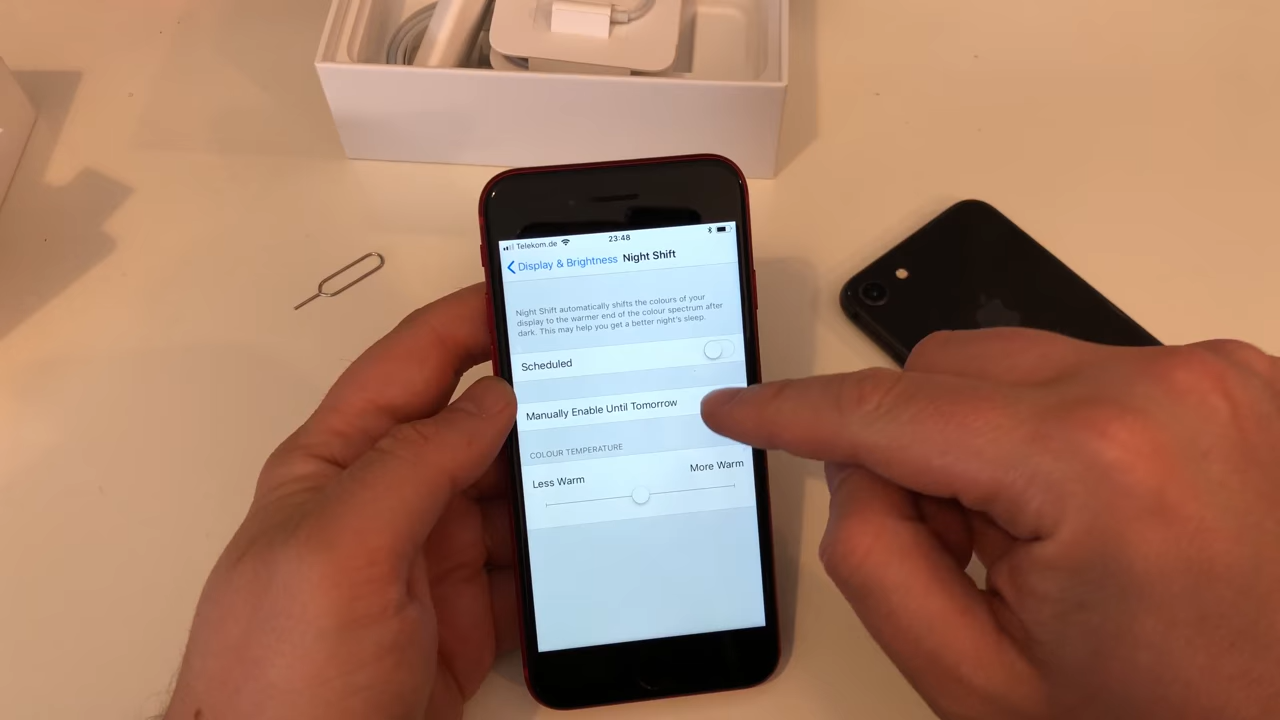 Telekom.de 23:48
Display & Brightness Night Shift
Night Shift automatically shifts the colours of your
display to the warmer end of the colour spectrum after
dark. This may help you get a better night's sleep.
Scheduled
Manually Enable Until Tomorrow
COLOUR TEMPERATURE
Less Warm More Warm